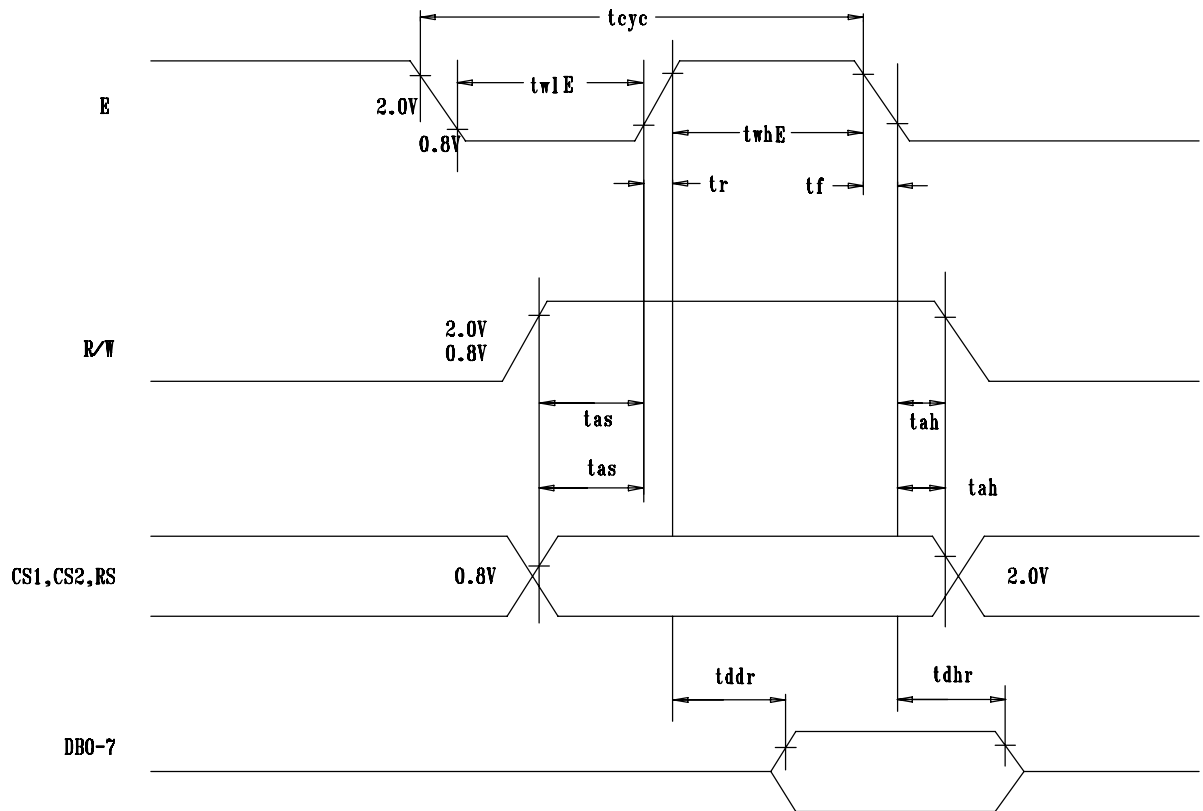 tcyc
twlE
E
2.0V
0.8V
twhE
tr
tf
2.0V
R/W
0.8V
tas
tah
tas
tah
CS1,CS2,RS
0.8V
2.0V
tddr
tdhr
DB0-7